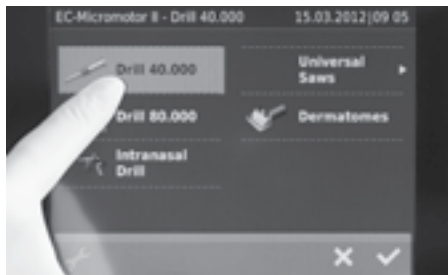 EC-Micromotor II - Drill 40.000 15.03.2012|09 05
Drill 40.000
Universal
Saws
Drill 80.000
Dermatomes
Intranasal
Drill